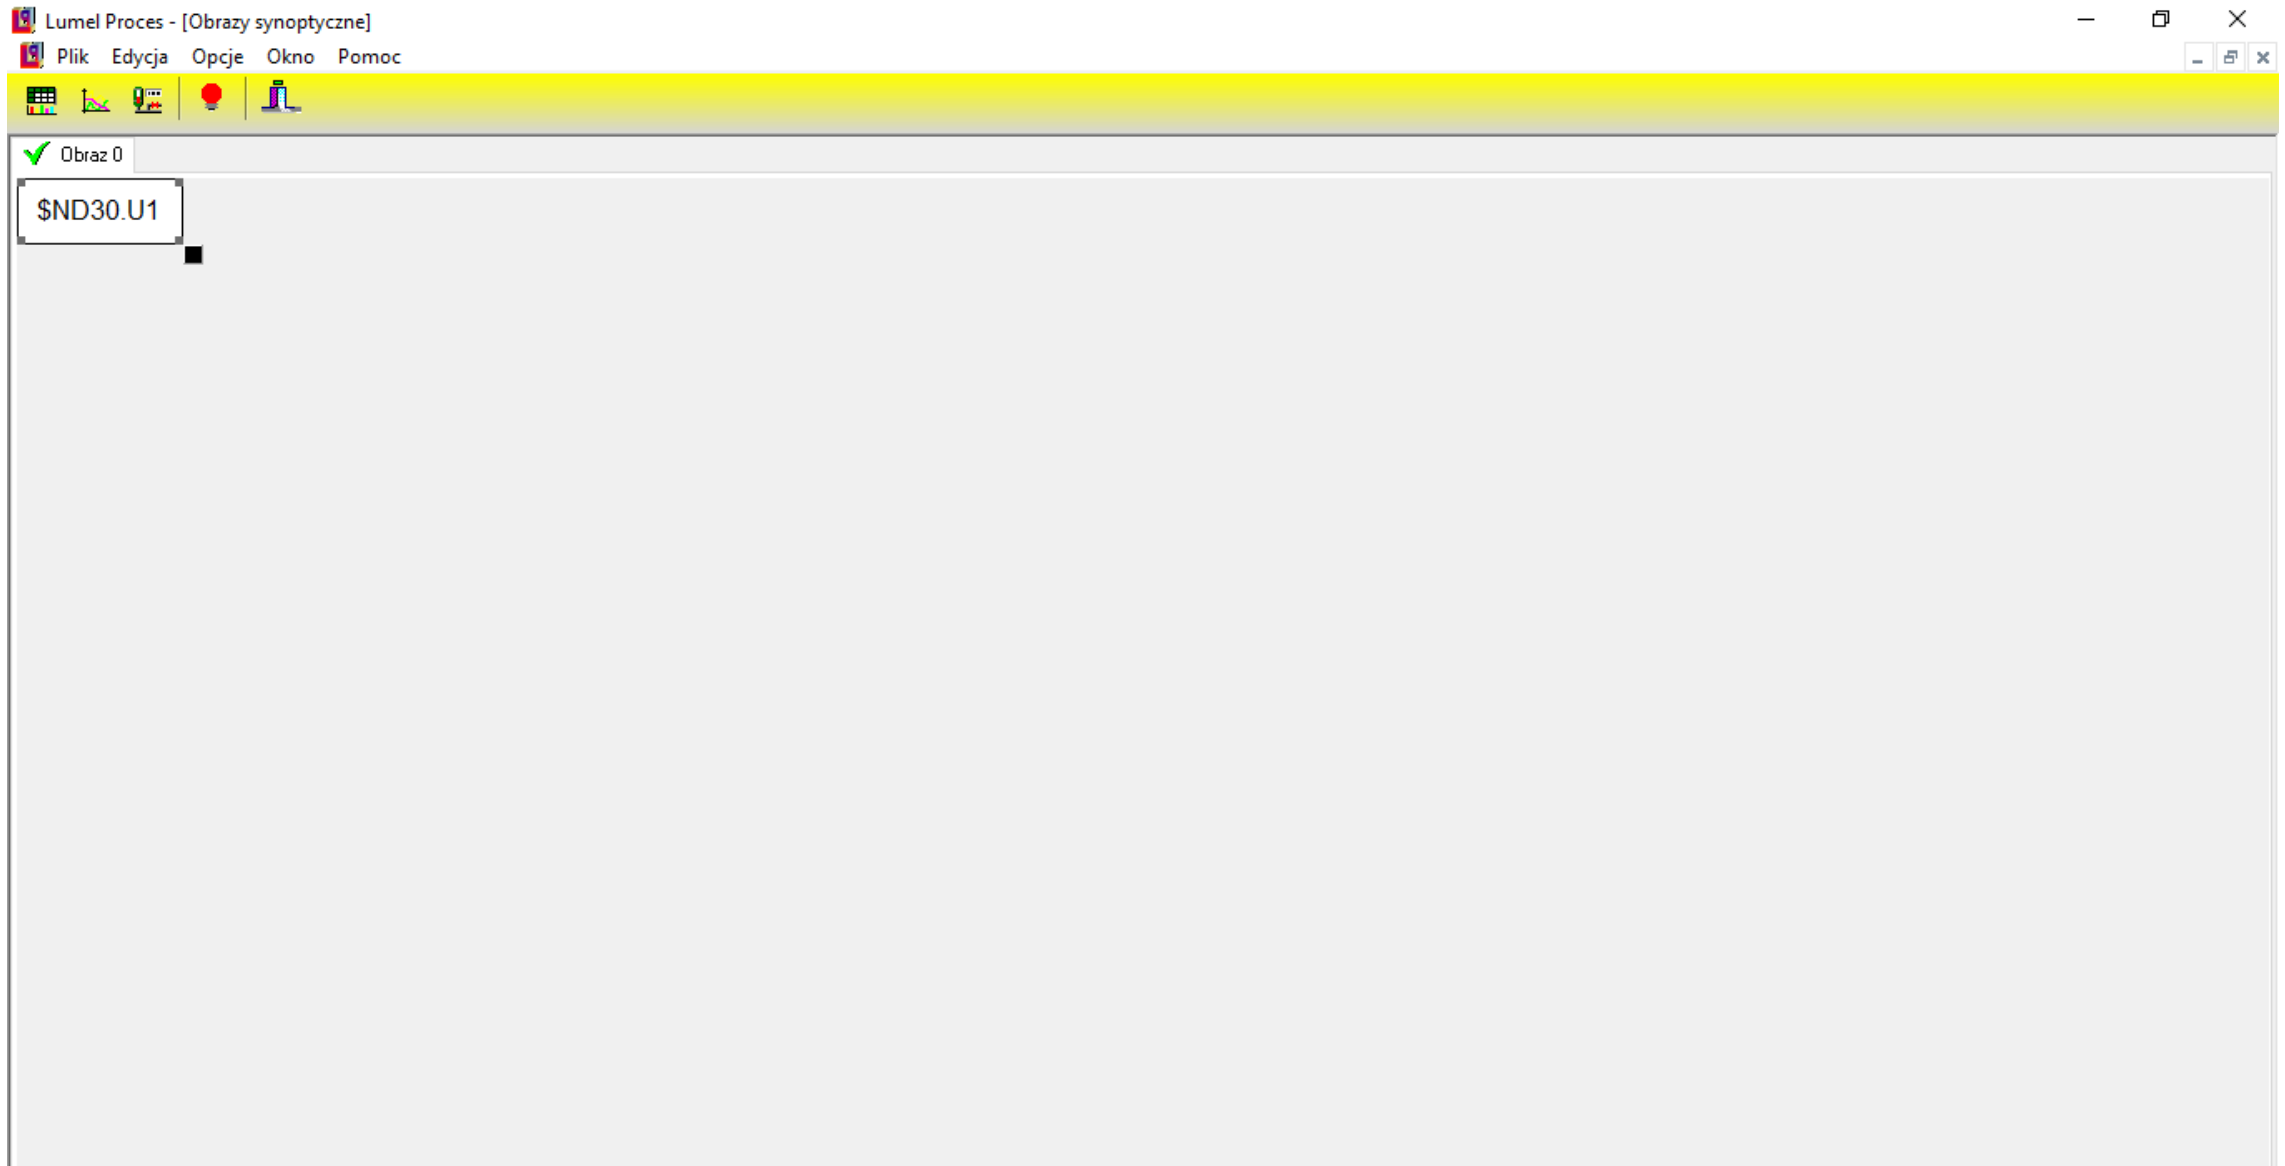 Lumel Proces - [Obrazy synoptyczne]
Plik Edycja Opcje Okno Pomoc
Obraz 0
$ND30.U1